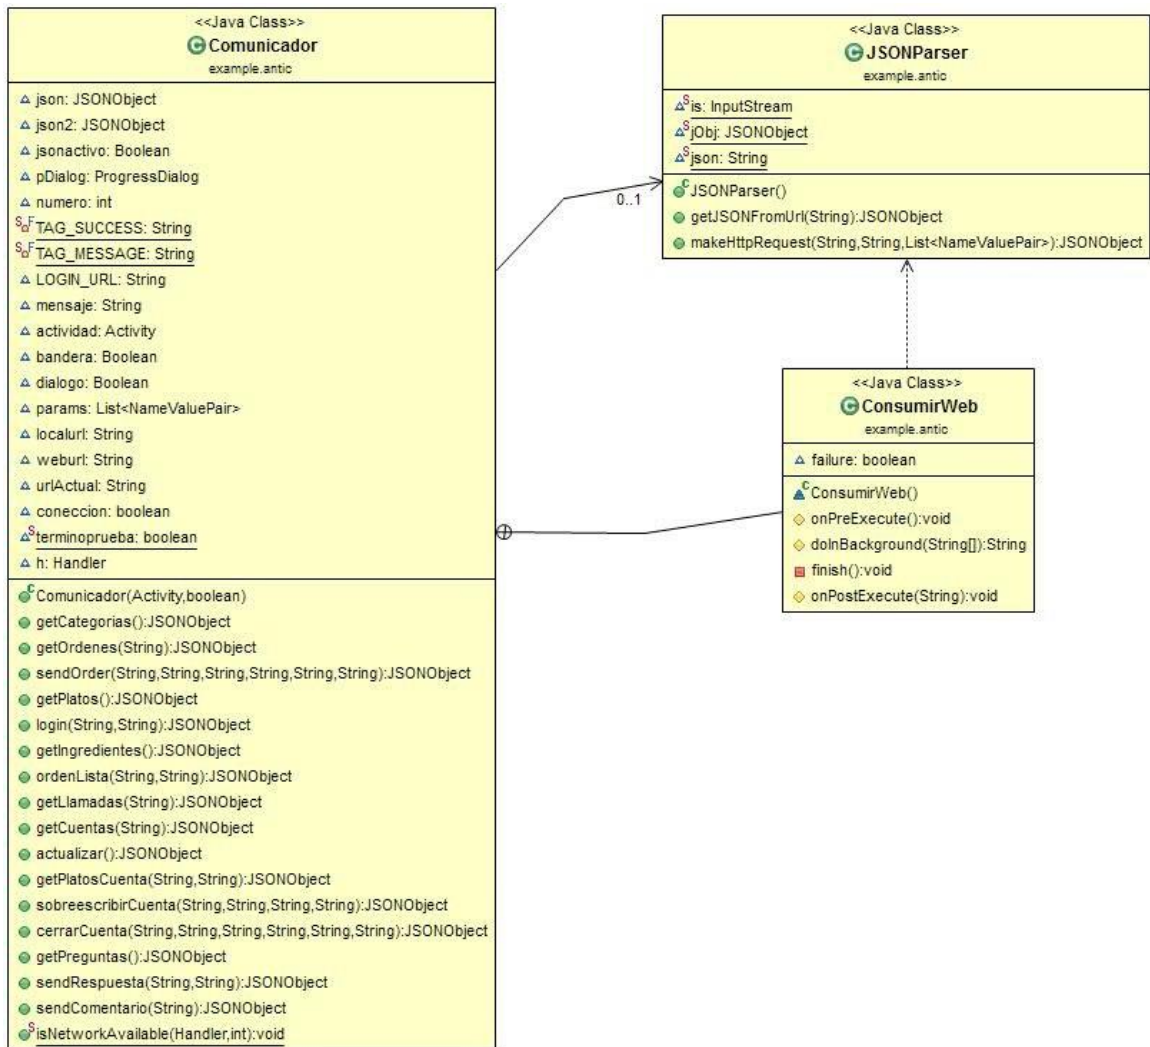 <<Java Class>>
Comunicador
example.antic
json: JSONObject
json2: JSONObject
jsonactivo: Boolean
pDialog: ProgressDialog
numero: int
TAG_SUCCESS: String
TAG_MESSAGE: String
LOGIN_URL: String
mensaje: String
actividad: Activity
bandera: Boolean
dialogo: Boolean
params: List<NameValuePair>
localurl: String
weburl: String
urlActual: String
coneccion: boolean
terminoprueba: boolean
h: Handler
Comunicador(Activity,boolean)
getCategorias():JSONObject
getOrdenes(String):JSONObject
sendOrder(String,String,String,String,String,String):JSONObject
getPlatos():JSONObject
login(String,String):JSONObject
getIngredientes():JSONObject
ordenLista(String,String):JSONObject
getLlamadas(String):JSONObject
getCuentas(String):JSONObject
actualizar():JSONObject
getPlatosCuenta(String,String):JSONObject
sobreescribirCuenta(String,String,String,String):JSONObject
cerrarCuenta(String,String,String,String,String,String):JSONObject
getPreguntas():JSONObject
sendRespuesta(String,String):JSONObject
sendComentario(String):JSONObject
isNetworkAvailable(Handler,int):void
0..1
<<Java Class>>
JSONParser
example.antic
is: InputStream
jObj: JSONObject
json: String
JSONParser()
getJSONFromUrl(String):JSONObject
makeHttpRequest(String,String,List<NameValuePair>):JSONObject
<<Java Class>>
ConsumirWeb
example.antic
failure: boolean
ConsumirWeb()
onPreExecute():void
doInBackground(String[]):String
finish():void
onPostExecute(String):void